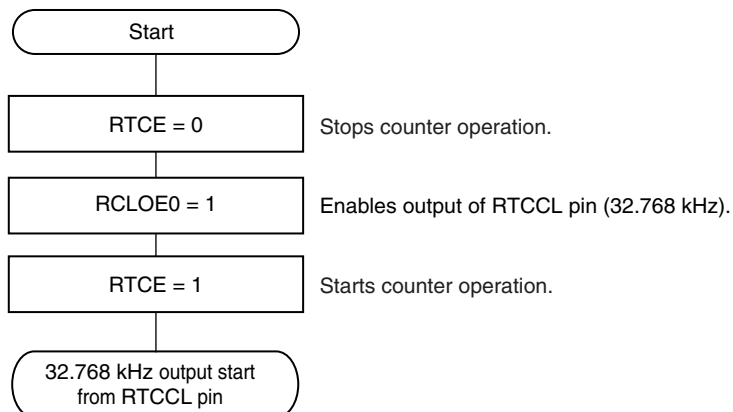 Start
RTCE = 0
Stops counter operation.
RCLOE0 = 1
Enables output of RTCCL pin (32.768 kHz).
RTCE = 1
Starts counter operation.
32.768 kHz output start
from RTCCL pin